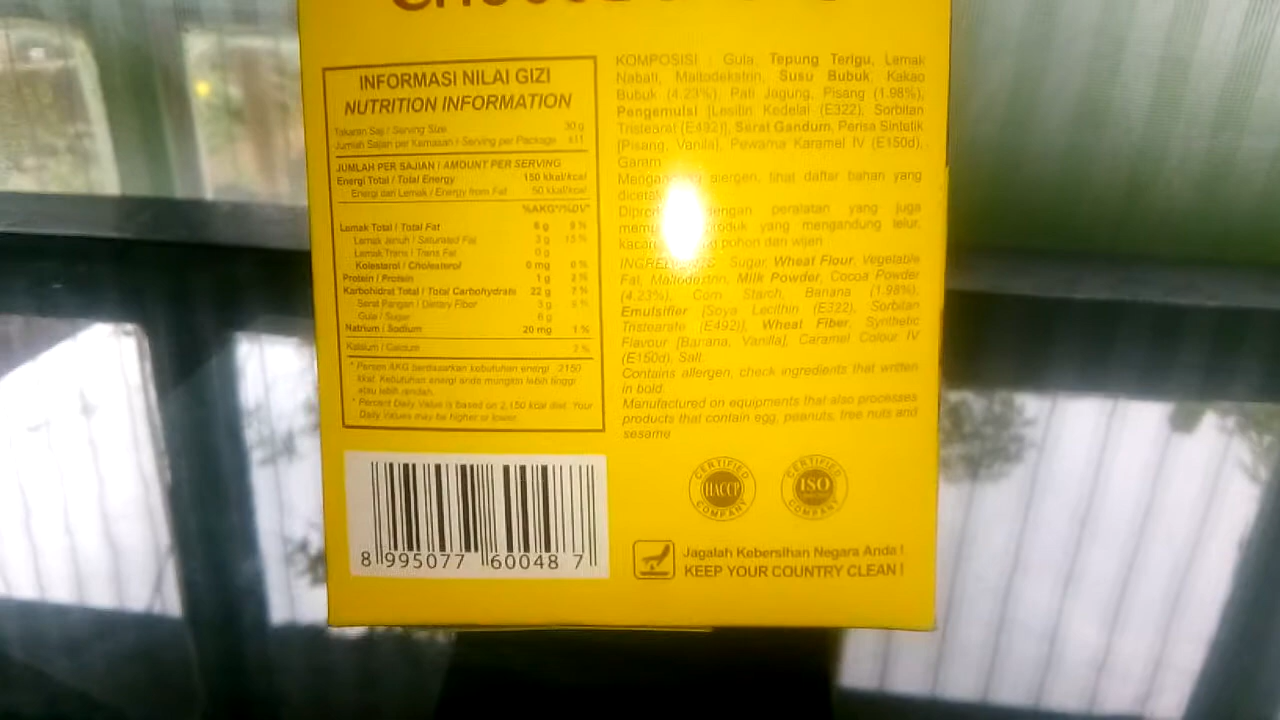 INFORMASI NILAI GIZI
NUTRITION INFORMATION
Takaran Saji / Serving Size 30 g
Jumlah Sajian per Kemasan / Serving per Package x11
JUMLAH PER SAJIAN / AMOUNT PER SERVING
Energi Total / Total Energy 150 kkal/kcal
Energi dari Lemak / Energy from Fat 50 kkal/kcal
%AKG*/%DV*
Lemak Total / Total Fat 6 g 9 %
Lemak Jenuh / Saturated Fat 3 g 15 %
Lemak Trans / Trans Fat 0 g
Kolesterol / Cholesterol 0 mg 0 %
Protein / Protein 1 g 2 %
Karbohidrat Total / Total Carbohydrate 22 g 7 %
Serat Pangan / Dietary Fiber 3 g
Gula / Sugar 6 g
Natrium / Sodium 20 mg 1 %
Kalsium / Calcium 2 %
* Persen AKG berdasarkan kebutuhan energi 2150
kkal. Kebutuhan energi anda mungkin lebih tinggi
atau lebih rendah.
* Percent Daily Value is based on 2,150 kcal diet. Your
Daily Values may be higher or lower.
8 995077 60048 7
KOMPOSISI : Gula, Tepung Terigu, Lemak
Nabati, Maltodekstrin, Susu Bubuk, Kakao
Bubuk (4.23%), Pati Jagung, Pisang (1.98%),
Pengemulsi [Lesitin Kedelai (E322), Sorbitan
Tristearat (E492)], Serat Gandum, Perisa Sintetik
[Pisang, Vanila], Pewarna Karamel IV (E150d),
Garam
alergen, lihat daftar bahan yang
dengan peralatan yang juga
produk yang mengandung telur,
pohon dan wijen
INGREDIENTS : Sugar, Wheat Flour, Vegetable
Fat, Maltodextrin, Milk Powder, Cocoa Powder
(4.23%), Corn Starch, Banana (1.98%),
Emulsifier [Soya Lecithin (E322), Sorbitan
Tristearate (E492)], Wheat Fiber, Synthetic
Flavour [Banana, Vanilla], Caramel Colour IV
(E150d), Salt.
Contains allergen, check ingredients that written
in bold.
Manufactured on equipments that also processes
products that contain egg, peanuts, tree nuts and
sesame
CERTIFIED
HACCP
COMPANY
CERTIFIED
ISO
COMPANY
Jagalah Kebersihan Negara Anda !
KEEP YOUR COUNTRY CLEAN !